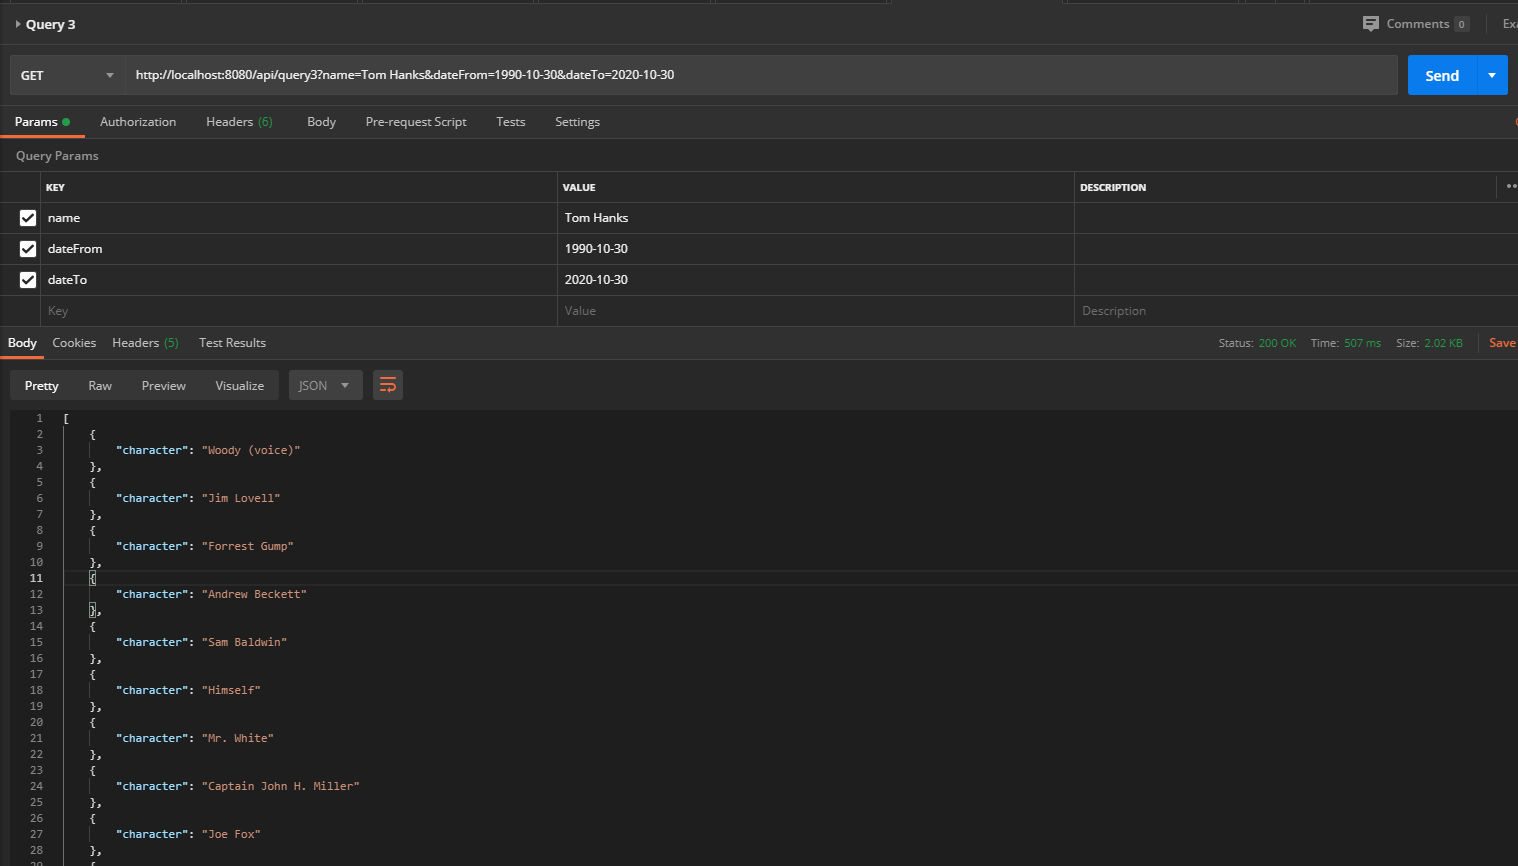 Query 3
Comments 0
GET
http://localhost:8080/api/query3?name=Tom Hanks&dateFrom=1990-10-30&dateTo=2020-10-30
Send
Params Authorization Headers (6) Body Pre-request Script Tests Settings
Query Params
KEY VALUE DESCRIPTION
name Tom Hanks
dateFrom 1990-10-30
dateTo 2020-10-30
Key Value Description
Body Cookies Headers (5) Test Results Status: 200 OK Time: 507 ms Size: 2.02 KB Save
Pretty Raw Preview Visualize JSON
1 [
2 {
3 "character": "Woody (voice)"
4 },
5 {
6 "character": "Jim Lovell"
7 },
8 {
9 "character": "Forrest Gump"
10 },
11 {
12 "character": "Andrew Beckett"
13 },
14 {
15 "character": "Sam Baldwin"
16 },
17 {
18 "character": "Himself"
19 },
20 {
21 "character": "Mr. White"
22 },
23 {
24 "character": "Captain John H. Miller"
25 },
26 {
27 "character": "Joe Fox"
28 },